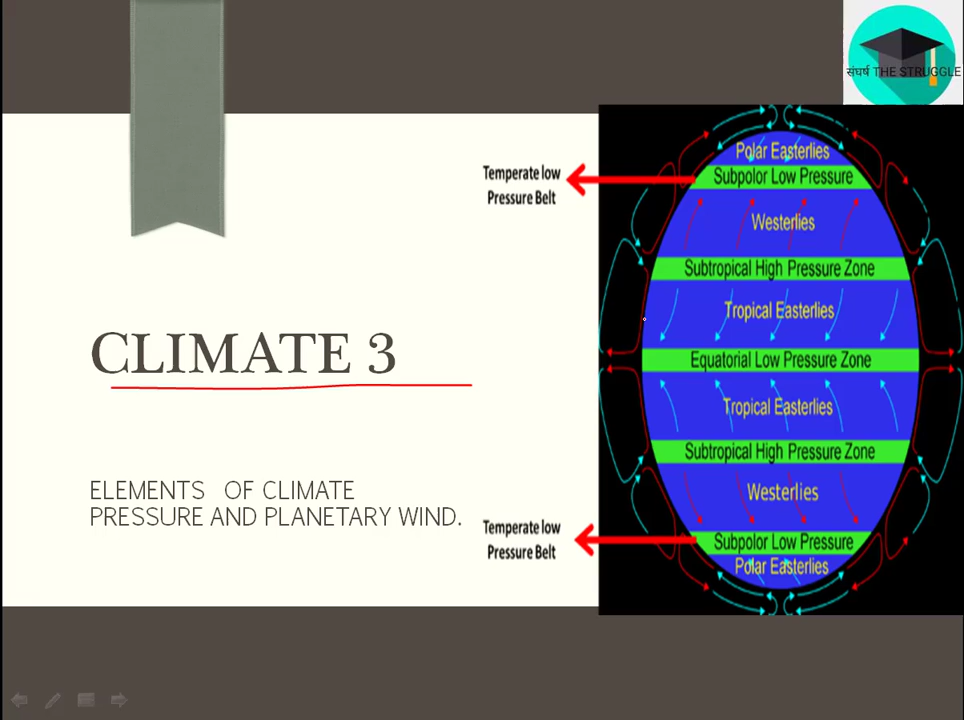 संघर्ष THE STRUGGLE
Polar Easterlies
Temperate low
Pressure Belt
Subpolor Low Pressure
Westerlies
Subtropical High Pressure Zone
Tropical Easterlies
CLIMATE 3
Equatorial Low Pressure Zone
Tropical Easterlies
Subtropical High Pressure Zone
ELEMENTS OF CLIMATE
PRESSURE AND PLANETARY WIND.
Westerlies
Temperate low
Pressure Belt
Subpolor Low Pressure
Polar Easterlies